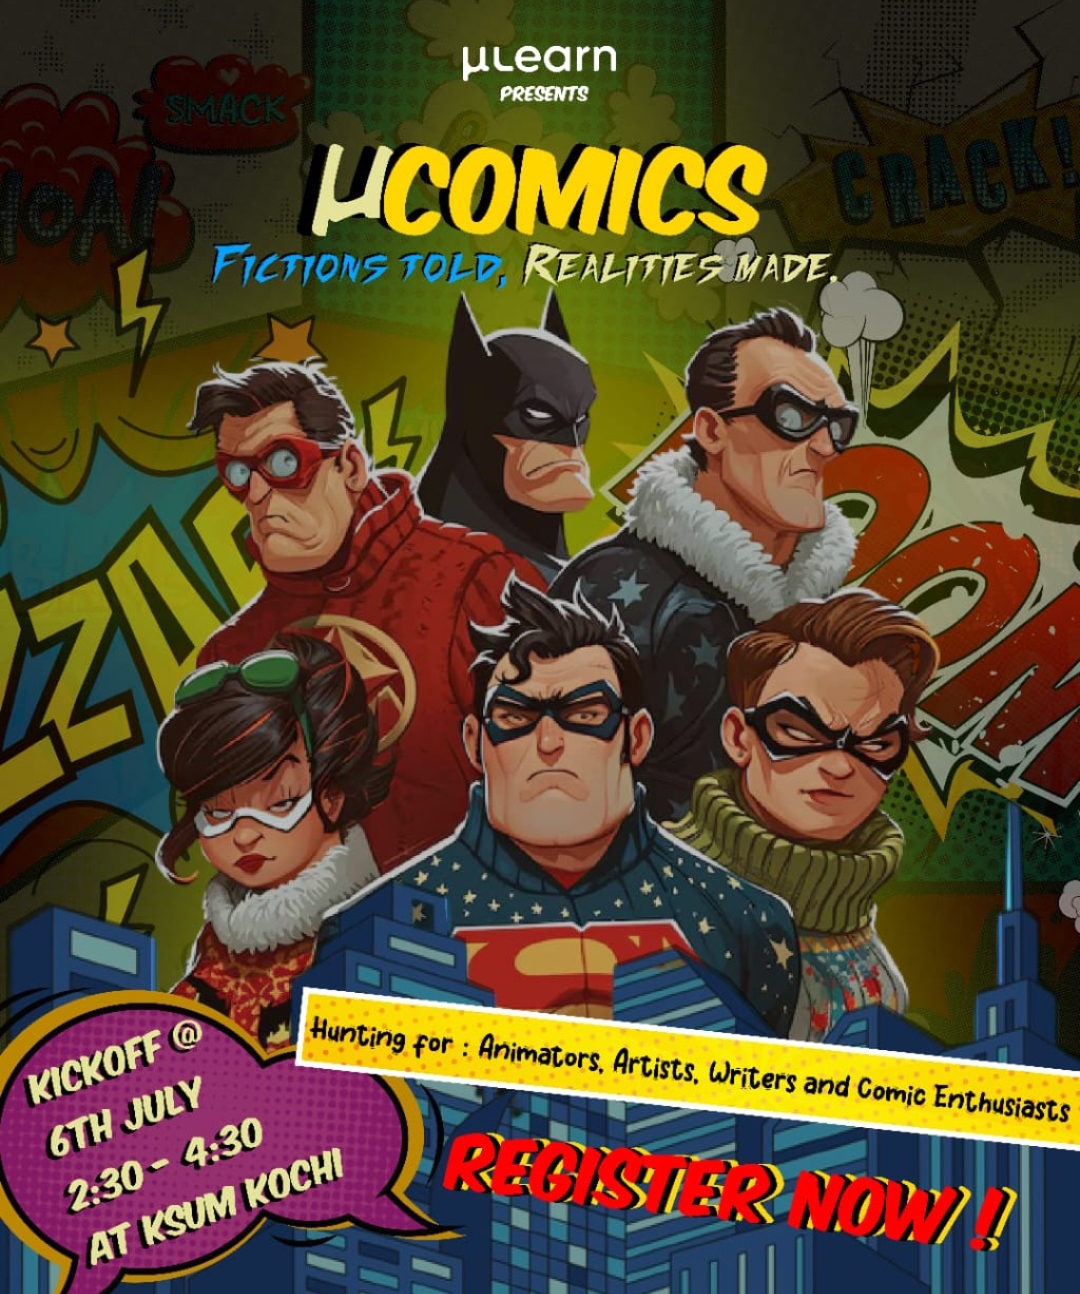 µLearn
PRESENTS
SMACK
CRACK!
µCOMICS
FICTIONS TOLD, REALITIES MADE.
KICKOFF @
6TH JULY
2:30 - 4:30
AT KSUM KOCHI
Hunting for : Animators, Artists, Writers and Comic Enthusiasts
REGISTER NOW !